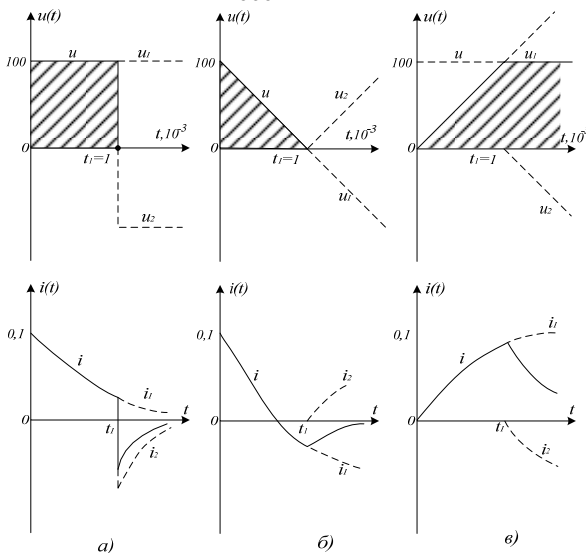 u(t)
u
u1
100
0
t1=1
t,10-3
u2
u(t)
100
u
u2
0
t1=1
t,10-3
u1
u(t)
u
u1
100
0
t1=1
t,10-
u2
i(t)
0,1
i
i1
t
0
t1
i2
а)
i(t)
0,1
i
i2
t
0
t1
i1
б)
i(t)
0,1
i1
i
t
0
t1
i2
в)